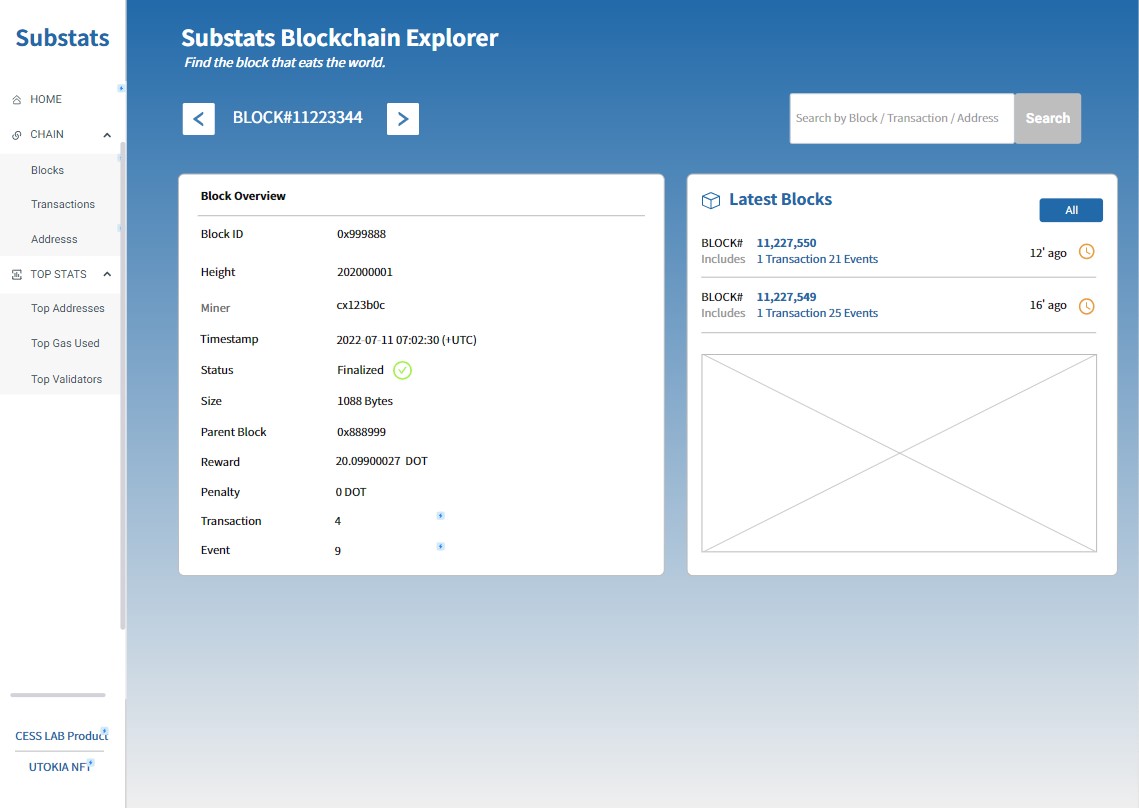 Substats
HOME
CHAIN
Blocks
Transactions
Addresss
TOP STATS
Top Addresses
Top Gas Used
Top Validators
CESS LAB Product
UTOKIA NFT
Substats Blockchain Explorer
Find the block that eats the world.
< BLOCK#11223344 >
Search by Block / Transaction / Address Search
Block Overview
Block ID 0x999888
Height 202000001
Miner cx123b0c
Timestamp 2022-07-11 07:02:30 (+UTC)
Status Finalized
Size 1088 Bytes
Parent Block 0x888999
Reward 20.09900027 DOT
Penalty 0 DOT
Transaction 4
Event 9
Latest Blocks
All
BLOCK# 11,227,550
Includes 1 Transaction 21 Events
12' ago
BLOCK# 11,227,549
Includes 1 Transaction 25 Events
16' ago